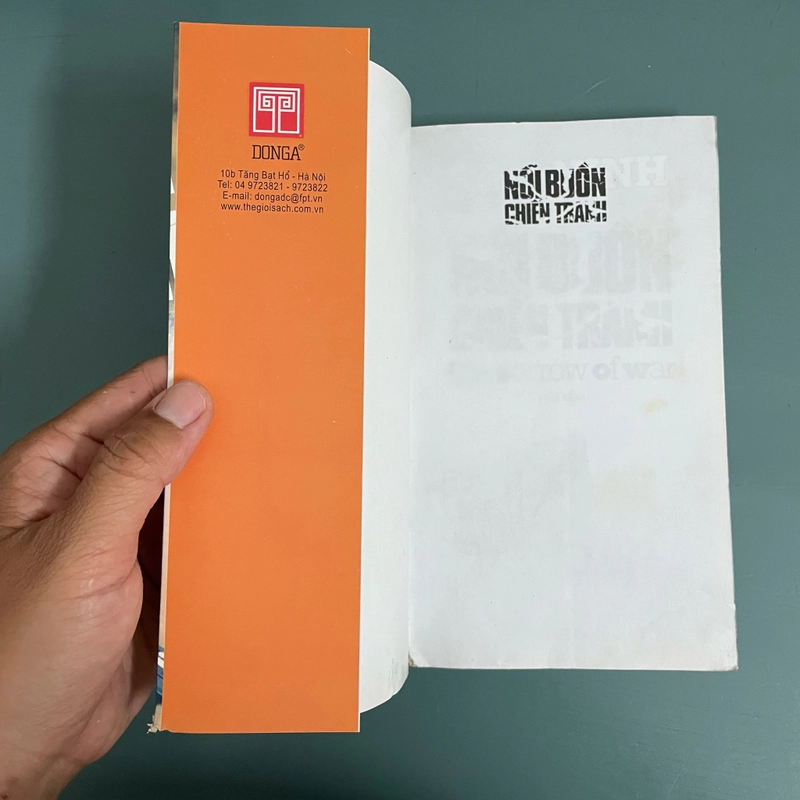 DONGA®
10b Tăng Bạt Hổ - Hà Nội
Tel: 04 9723821 - 9723822
E-mail: dongadc@fpt.vn
www.thegioisach.com.vn
NỖI BUỒN
CHIẾN TRANH